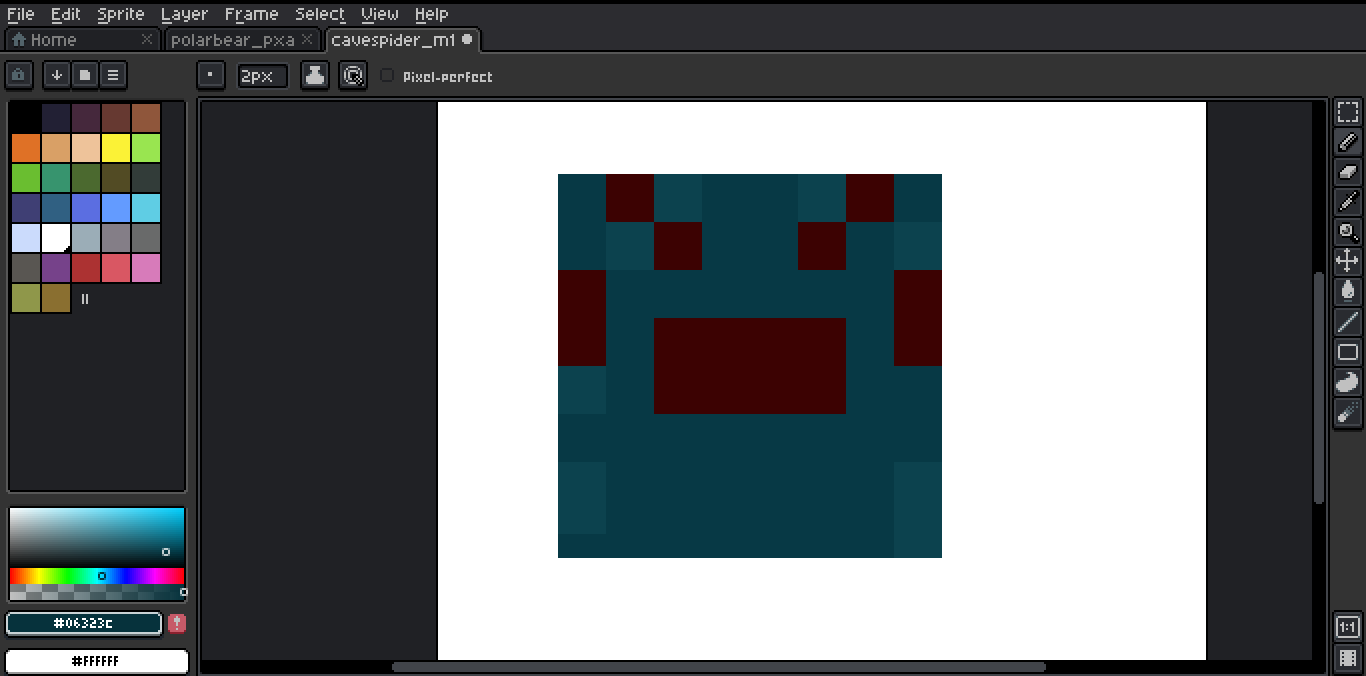 File Edit Sprite Layer Frame Select View Help
Home polarbear_pxa cavespider_m1
2px Pixel-perfect
#06323C
#FFFFFF
1:1